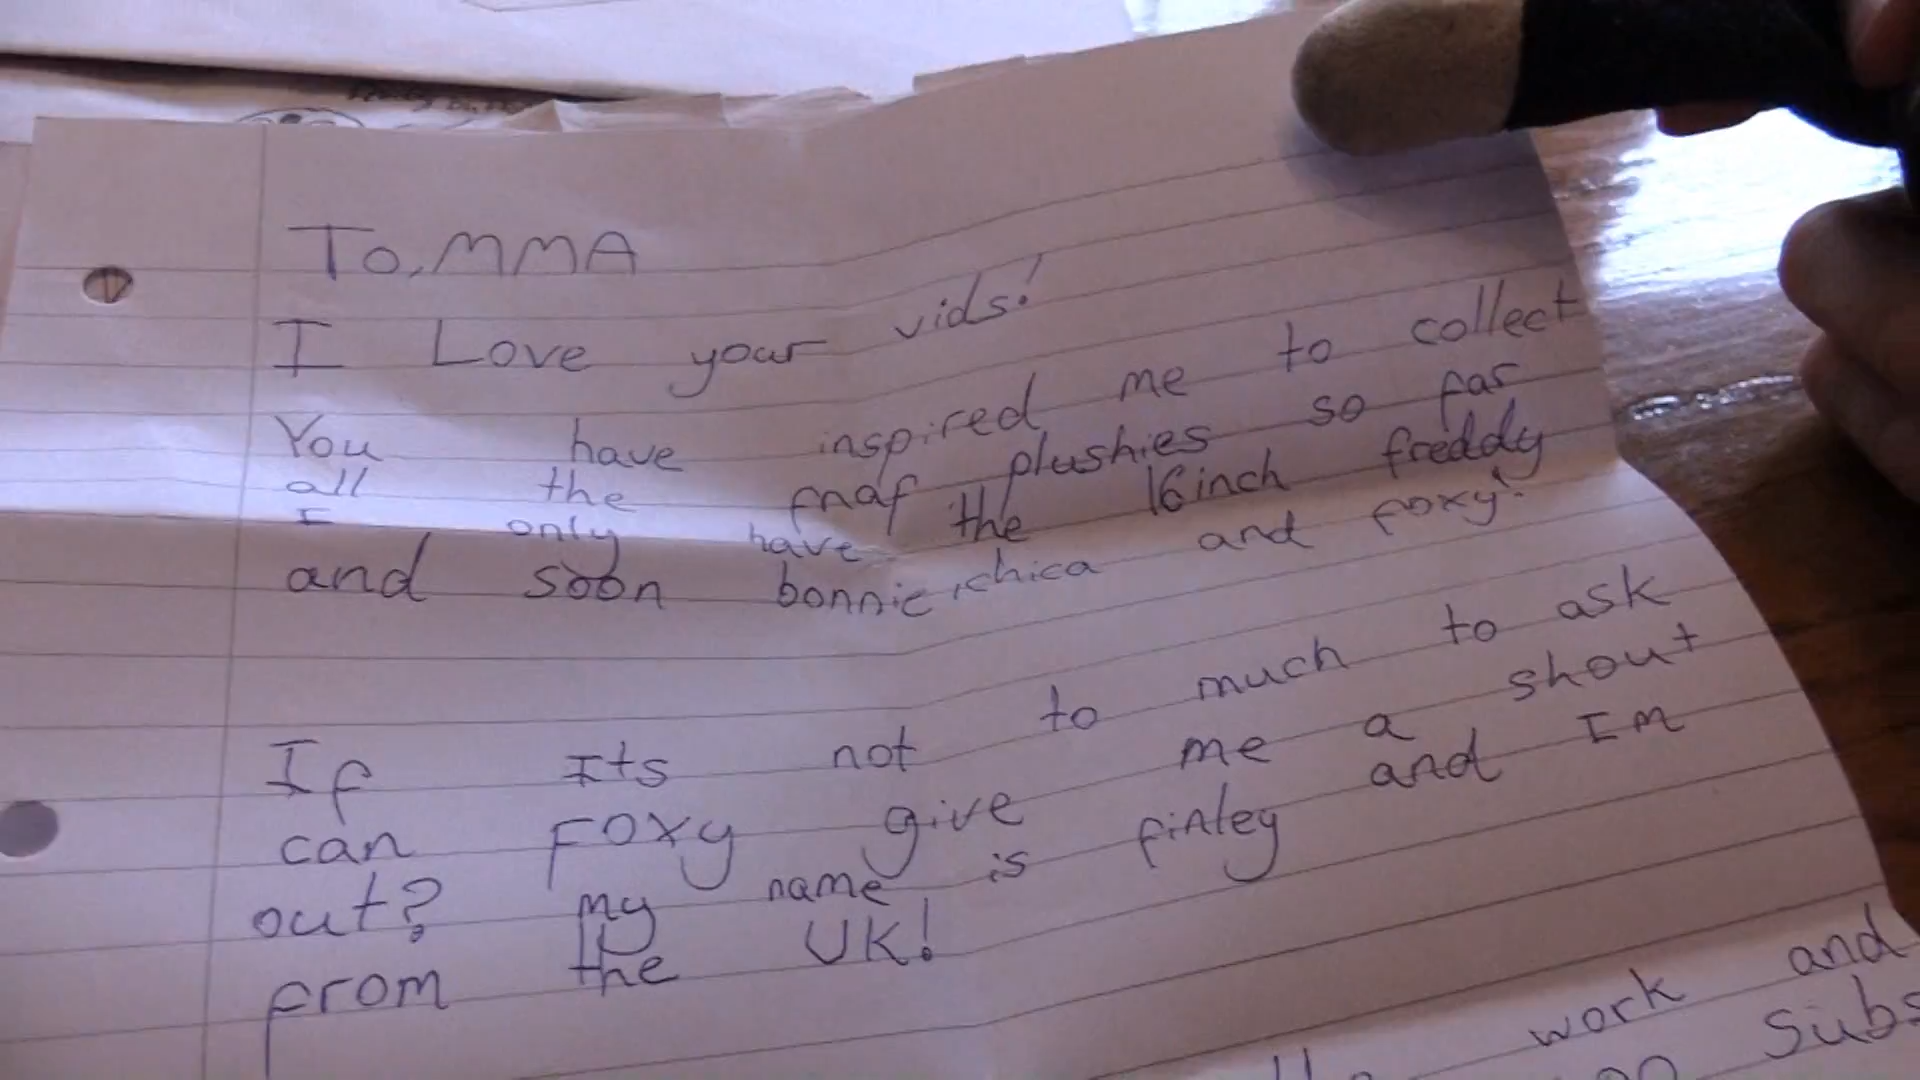 To, MMA
I Love your vids!
You have inspired me to collect
all the fnaf plushies so far
I only have the 16inch freddy
and soon bonnie, chica and foxy!
If Its not to much to ask
can Foxy give me a shout
out? my name is finley and Im
from the UK!
work and
subs